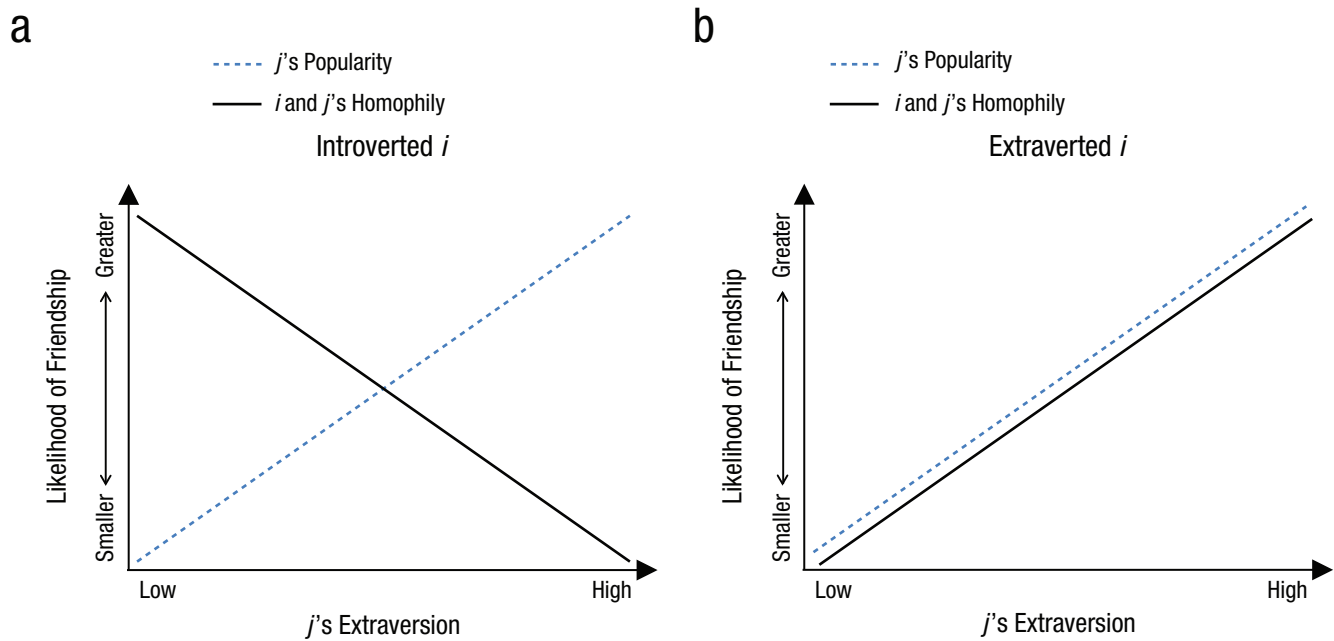 a
j's Popularity
i and j's Homophily
Introverted i
Likelihood of Friendship
Smaller
Greater
Low
High
j's Extraversion
b
j's Popularity
i and j's Homophily
Extraverted i
Likelihood of Friendship
Smaller
Greater
Low
High
j's Extraversion